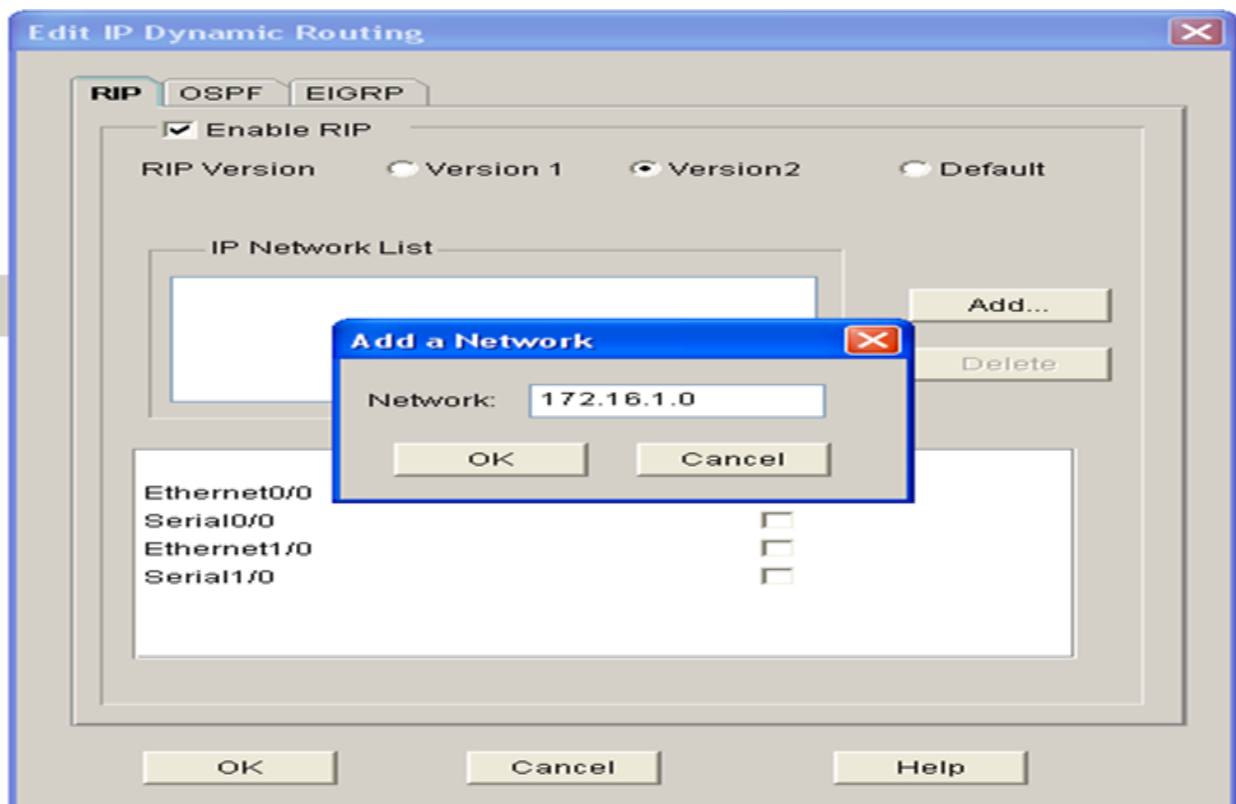 Edit IP Dynamic Routing
RIP OSPF EIGRP
Enable RIP
RIP Version Version 1 Version2 Default
IP Network List
Add...
Delete
Add a Network
Network: 172.16.1.0
OK Cancel
Ethernet0/0
Serial0/0
Ethernet1/0
Serial1/0
OK Cancel Help